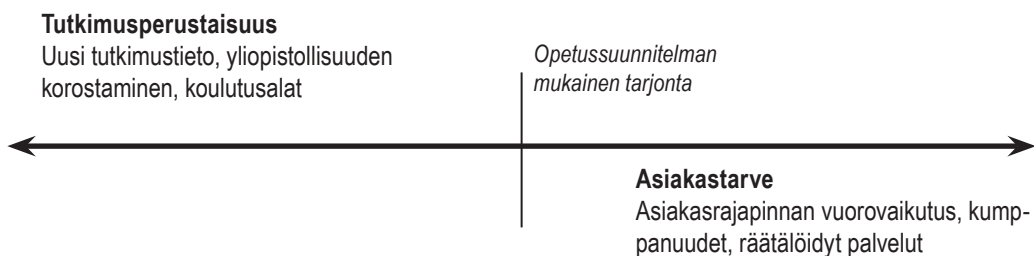 Tutkimusperustaisuus
Uusi tutkimustieto, yliopistollisuuden
korostaminen, koulutusalat
Opetussuunnitelman
mukainen tarjonta
Asiakastarve
Asiakasrajapinnan vuorovaikutus, kump-
panuudet, räätälöidyt palvelut